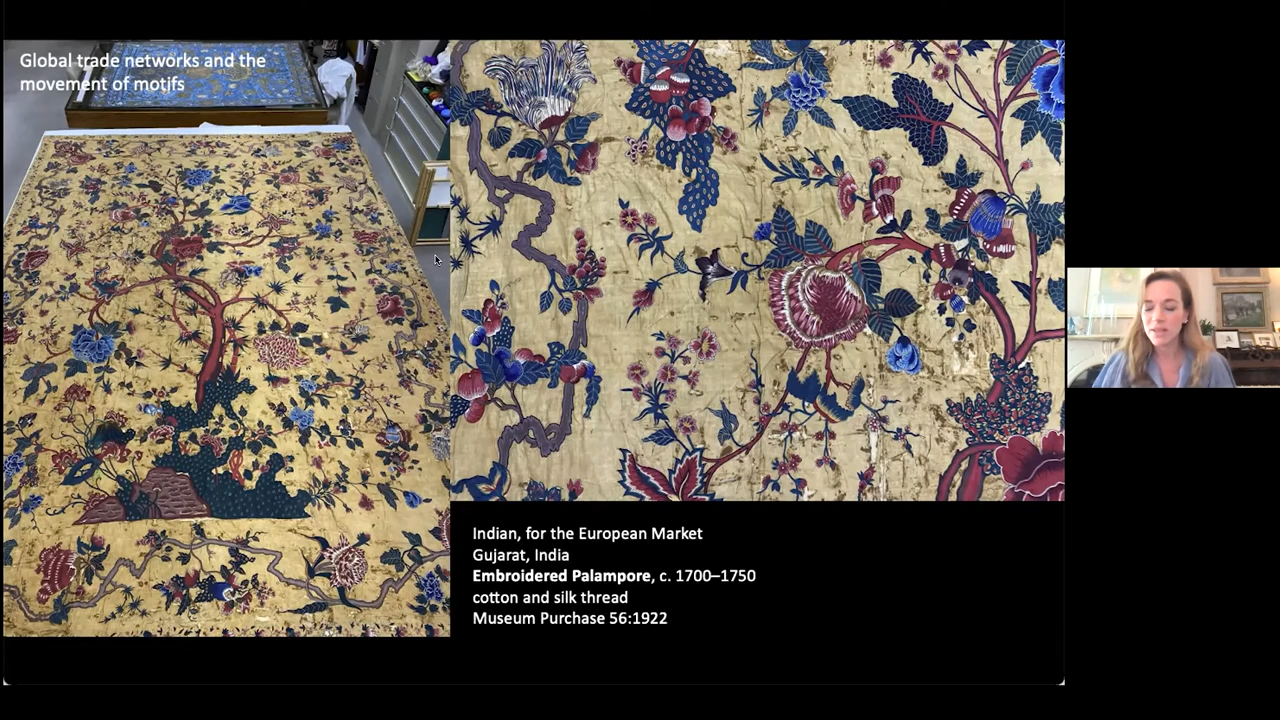 Global trade networks and the
movement of motifs
Indian, for the European Market
Gujarat, India
Embroidered Palampore, c. 1700–1750
cotton and silk thread
Museum Purchase 56:1922